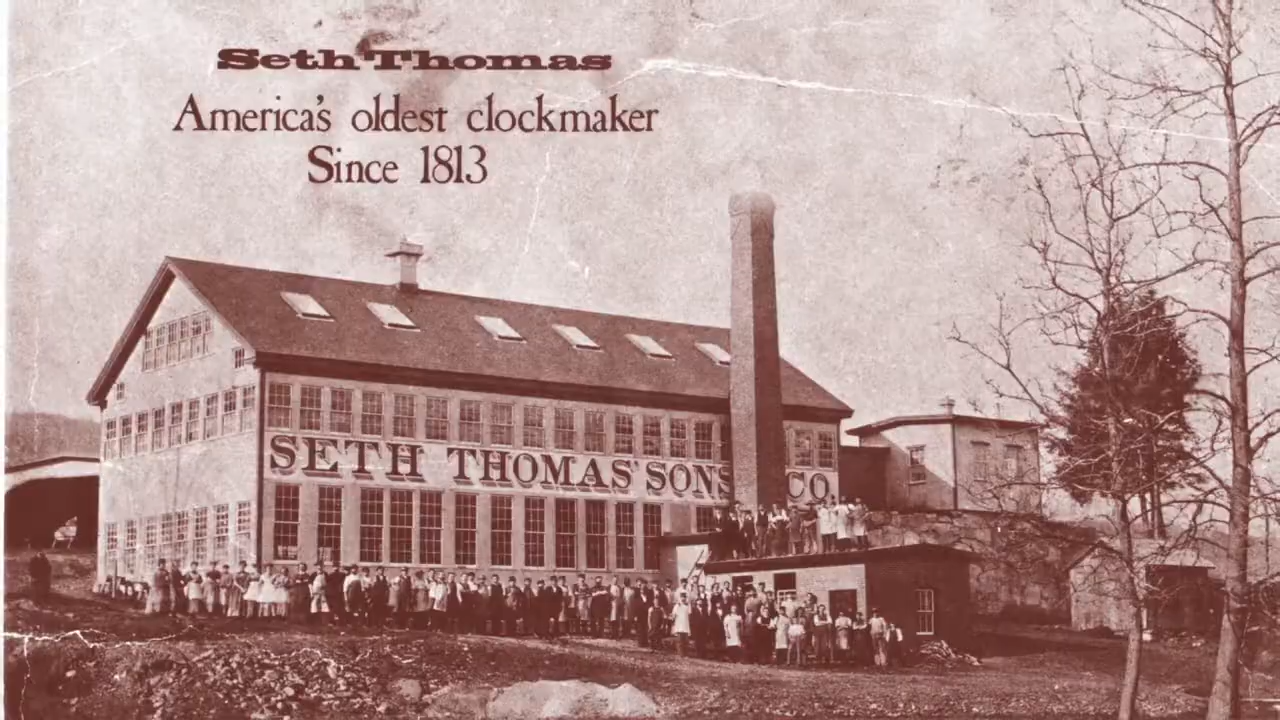 Seth Thomas
America's oldest clockmaker
Since 1813
SETH THOMAS' SONS CO.